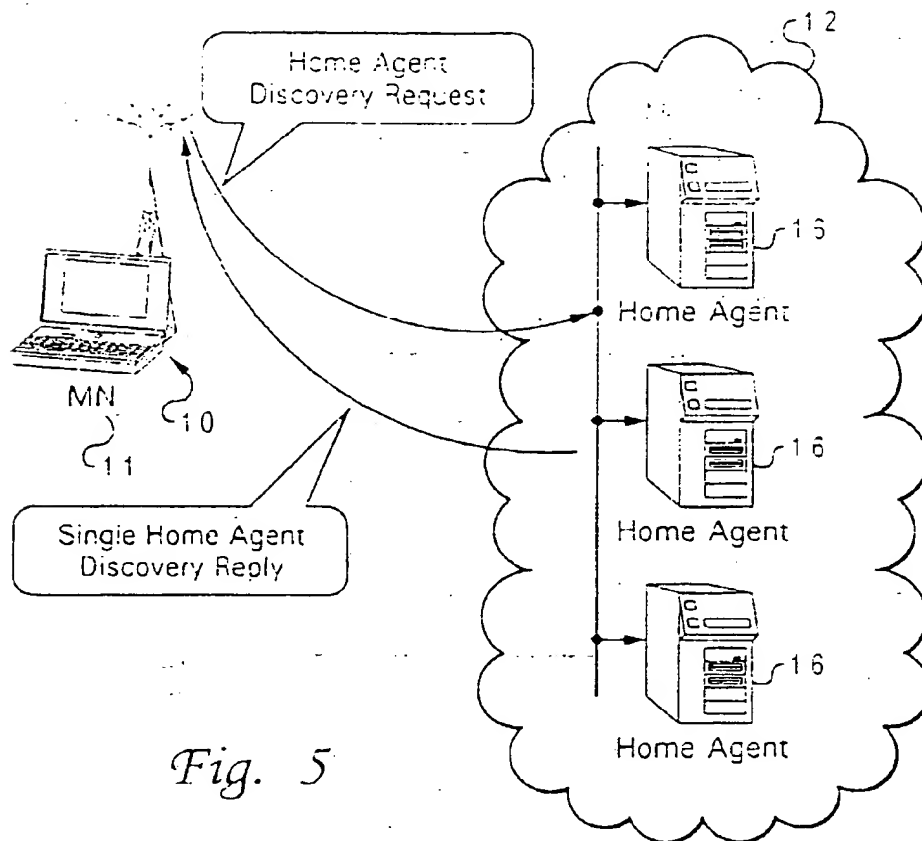 12
Home Agent
Discovery Request
16
Home Agent
MN
10
11
16
Home Agent
Single Home Agent
Discovery Reply
16
Home Agent
Fig. 5